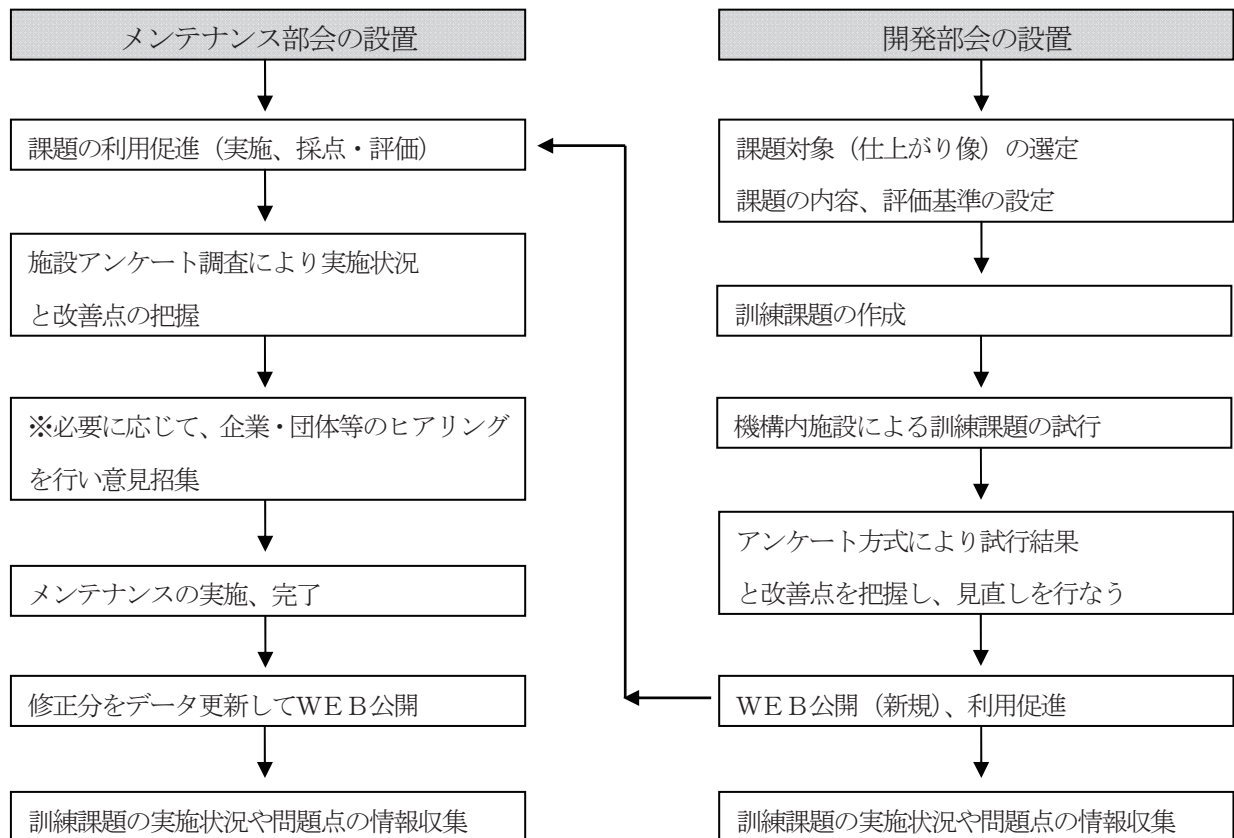 メンテナンス部会の設置
課題の利用促進（実施、採点・評価）
施設アンケート調査により実施状況
と改善点の把握
※必要に応じて、企業・団体等のヒアリング
を行い意見招集
メンテナンスの実施、完了
修正分をデータ更新してＷＥＢ公開
訓練課題の実施状況や問題点の情報収集
開発部会の設置
課題対象（仕上がり像）の選定
課題の内容、評価基準の設定
訓練課題の作成
機構内施設による訓練課題の試行
アンケート方式により試行結果
と改善点を把握し、見直しを行なう
ＷＥＢ公開（新規）、利用促進
訓練課題の実施状況や問題点の情報収集